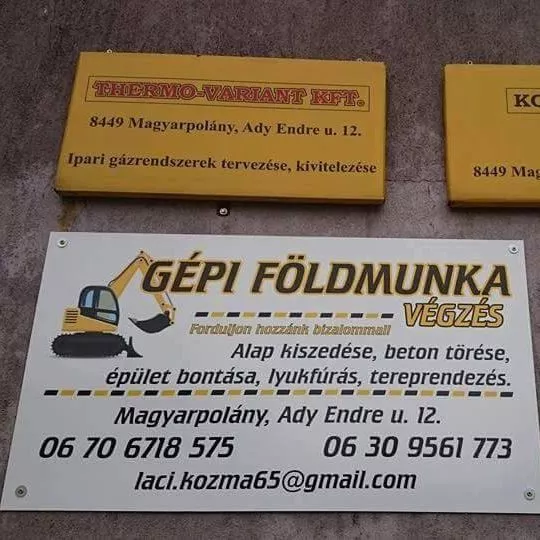 THERMO-VARIANT KFT.
8449 Magyarpolány, Ady Endre u. 12.
Ipari gázrendszerek tervezése, kivitelezése
KO
8449 Mag
GÉPI FÖLDMUNKA
VÉGZÉS
Forduljon hozzánk bizalommal!
Alap kiszedése, beton törése,
épület bontása, lyukfúrás, tereprendezés.
Magyarpolány, Ady Endre u. 12.
06 70 6718 575 06 30 9561 773
laci.kozma65@gmail.com